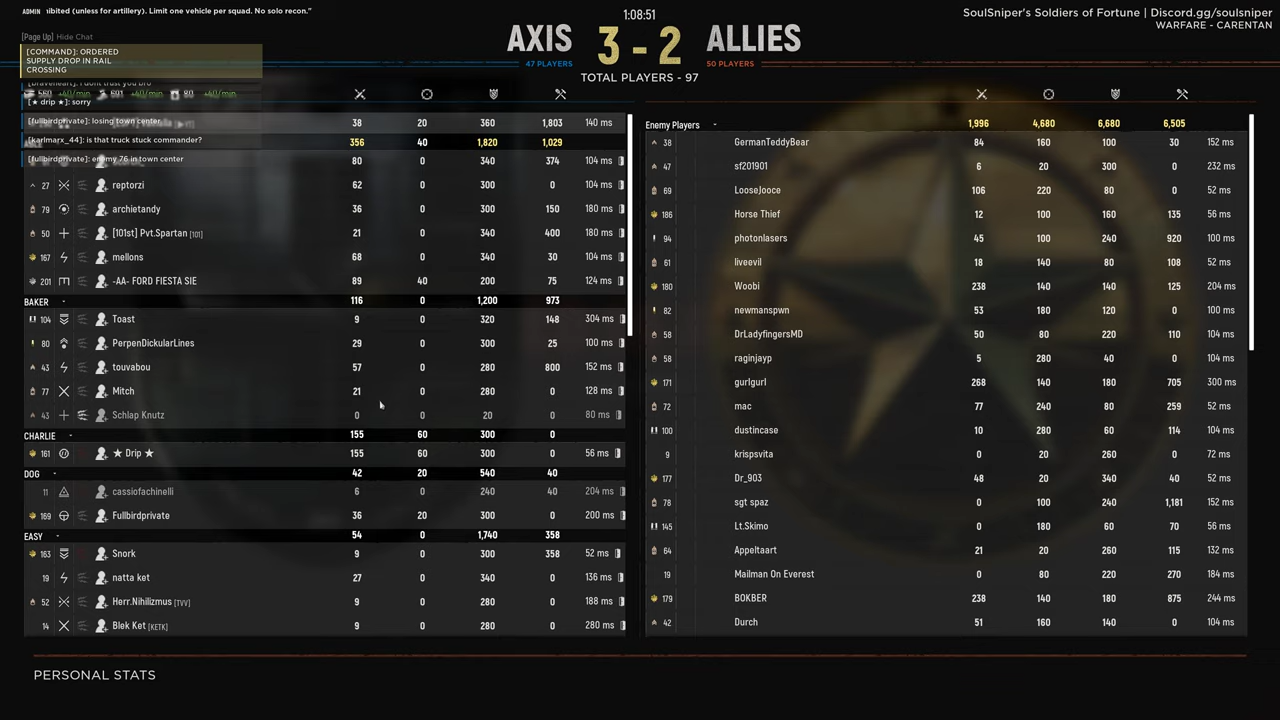 ADMIN ibited (unless for artillery). Limit one vehicle per squad. No solo recon."
[Page Up] Hide Chat
[COMMAND]: ORDERED
SUPPLY DROP IN RAIL
CROSSING
[braveheart]: i dont trust you bro
560 +40/min 691 +40/min 80 +40/min
[★ drip ★]: sorry
[fullbirdprivate]: losing town center
[karlmarx_44]: is that truck stuck commander?
[fullbirdprivate]: enemy 76 in town center
1:08:51
AXIS 3 - 2 ALLIES
47 PLAYERS 50 PLAYERS
TOTAL PLAYERS - 97
SoulSniper's Soldiers of Fortune | Discord.gg/soulsniper
WARFARE - CARENTAN
38 20 360 1,803 140 ms
356 40 1,820 1,029
80 0 340 374 104 ms
27 reptorzi 62 0 300 0 104 ms
79 archietandy 36 0 300 150 180 ms
50 [101st] Pvt.Spartan [101] 21 0 340 400 180 ms
167 mellons 68 0 340 30 104 ms
201 -AA- FORD FIESTA SIE 89 40 200 75 124 ms
BAKER - 116 0 1,200 973
104 Toast 9 0 320 148 304 ms
80 PerpenDickularLines 29 0 300 25 100 ms
43 touvabou 57 0 280 800 152 ms
77 Mitch 21 0 280 0 128 ms
43 Schlap Knutz 0 0 20 0 80 ms
CHARLIE - 155 60 300 0
161 ★ Drip ★ 155 60 300 0 56 ms
DOG - 42 20 540 40
11 cassiofachinelli 6 0 240 40 204 ms
169 Fullbirdprivate 36 20 300 0 200 ms
EASY - 54 0 1,740 358
163 Snork 9 0 300 358 52 ms
19 natta ket 27 0 340 0 136 ms
52 Herr.Nihilizmus [TVV] 9 0 280 0 188 ms
14 Blek Ket [KETK] 9 0 280 0 280 ms
Enemy Players - 1,996 4,680 6,680 6,505
38 GermanTeddyBear 84 160 100 30 152 ms
47 sf201901 6 20 300 0 232 ms
69 LooseJooce 106 220 80 0 52 ms
186 Horse Thief 12 100 160 135 56 ms
94 photonlasers 45 100 240 920 100 ms
61 liveevil 18 140 80 108 52 ms
180 Woobi 238 140 140 125 204 ms
82 newmanspwn 53 180 120 0 100 ms
58 DrLadyfingersMD 50 80 220 110 104 ms
58 raginjayp 5 280 40 0 104 ms
171 gurlgurl 268 140 180 705 300 ms
72 mac 77 240 80 259 52 ms
100 dustincase 10 280 60 114 104 ms
9 krispsvita 0 20 260 0 72 ms
177 Dr_903 48 20 340 40 52 ms
78 sgt spaz 0 100 240 1,181 152 ms
145 Lt.Skimo 0 180 60 70 56 ms
64 Appeltaart 21 20 260 115 132 ms
19 Mailman On Everest 0 80 220 270 184 ms
179 BOKBER 238 140 180 875 244 ms
42 Durch 51 160 140 0 104 ms
PERSONAL STATS